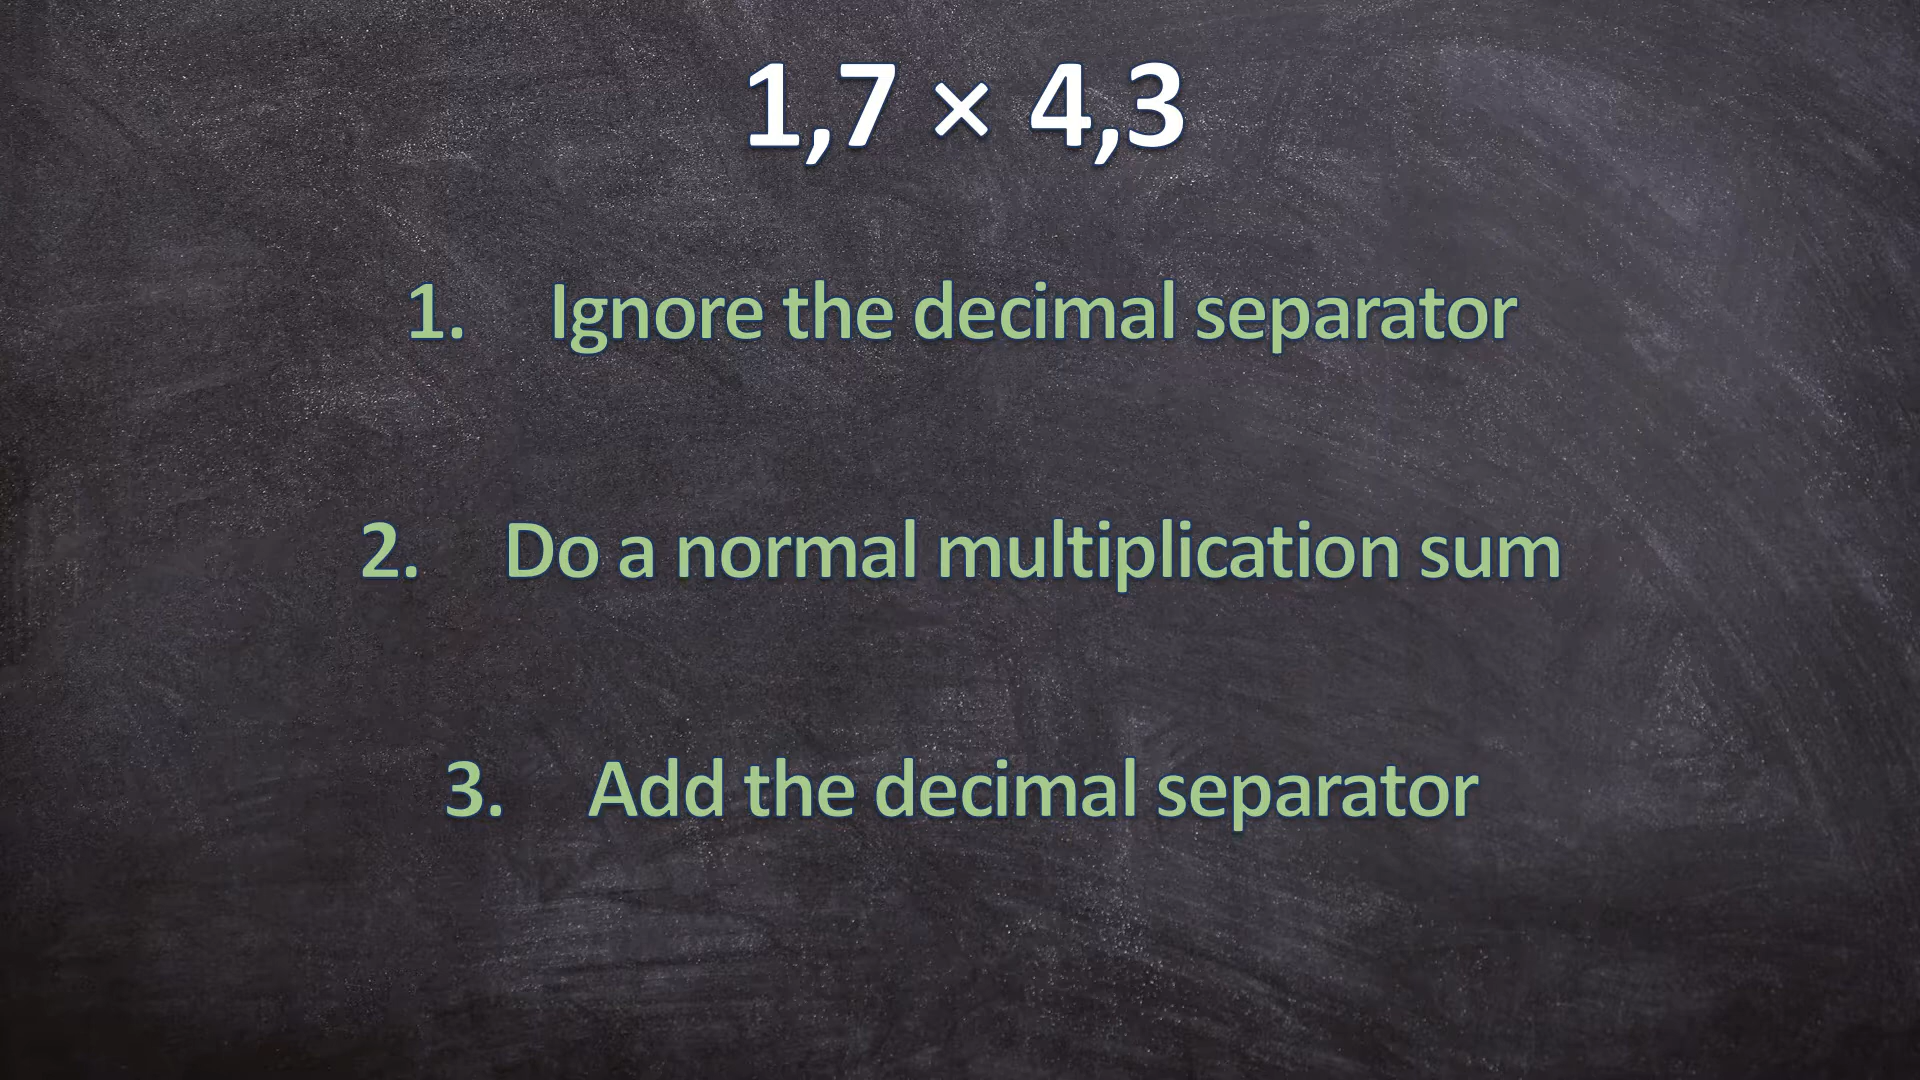 1,7 × 4,3
1. Ignore the decimal separator
2. Do a normal multiplication sum
3. Add the decimal separator